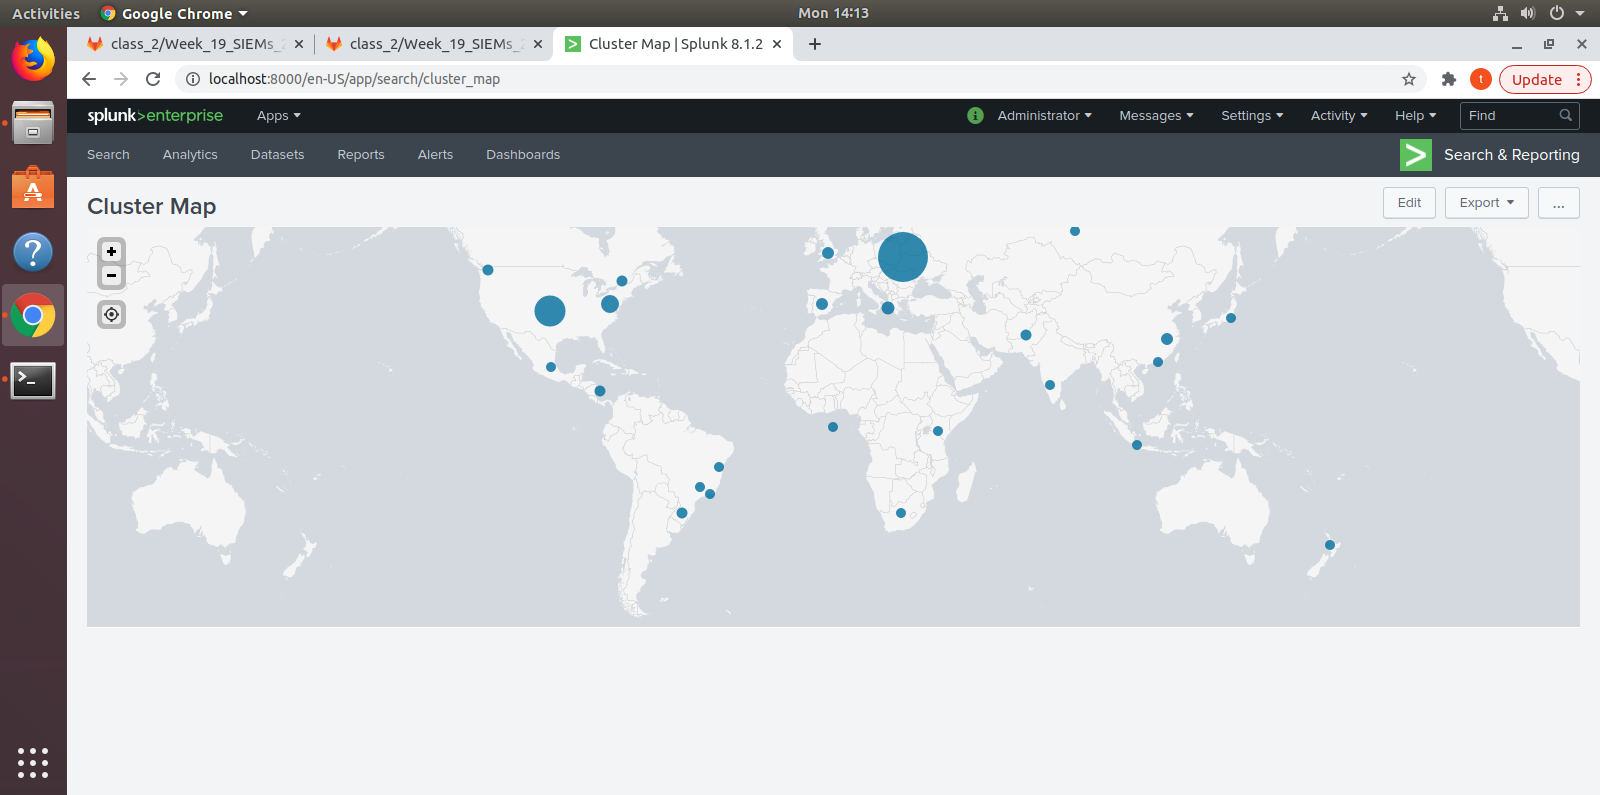 Activities Google Chrome Mon 14:13
class_2/Week_19_SIEMs_2 class_2/Week_19_SIEMs_2 Cluster Map | Splunk 8.1.2
localhost:8000/en-US/app/search/cluster_map t Update
splunk>enterprise Apps i Administrator Messages Settings Activity Help Find
Search Analytics Datasets Reports Alerts Dashboards > Search & Reporting
Cluster Map Edit Export ...
+
−